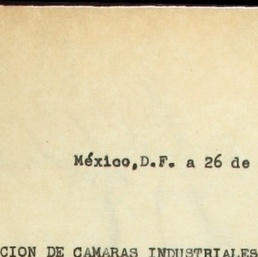 México,D.F. a 26 de
CION DE CAMARAS INDUSTRIALES